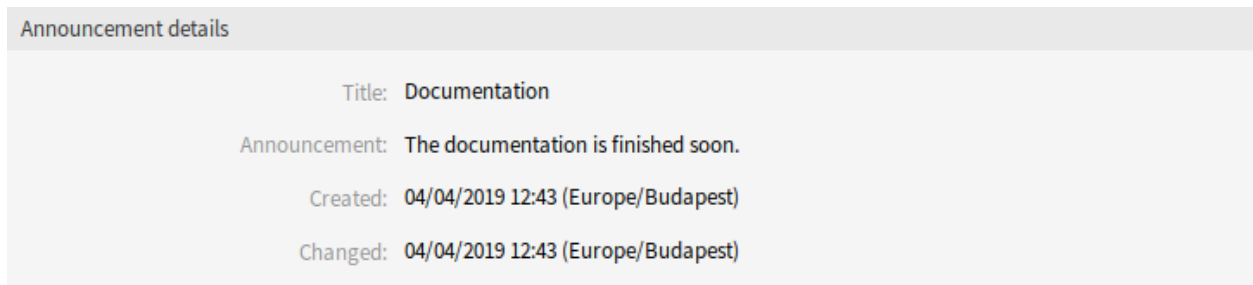 Announcement details
Title: Documentation
Announcement: The documentation is finished soon.
Created: 04/04/2019 12:43 (Europe/Budapest)
Changed: 04/04/2019 12:43 (Europe/Budapest)